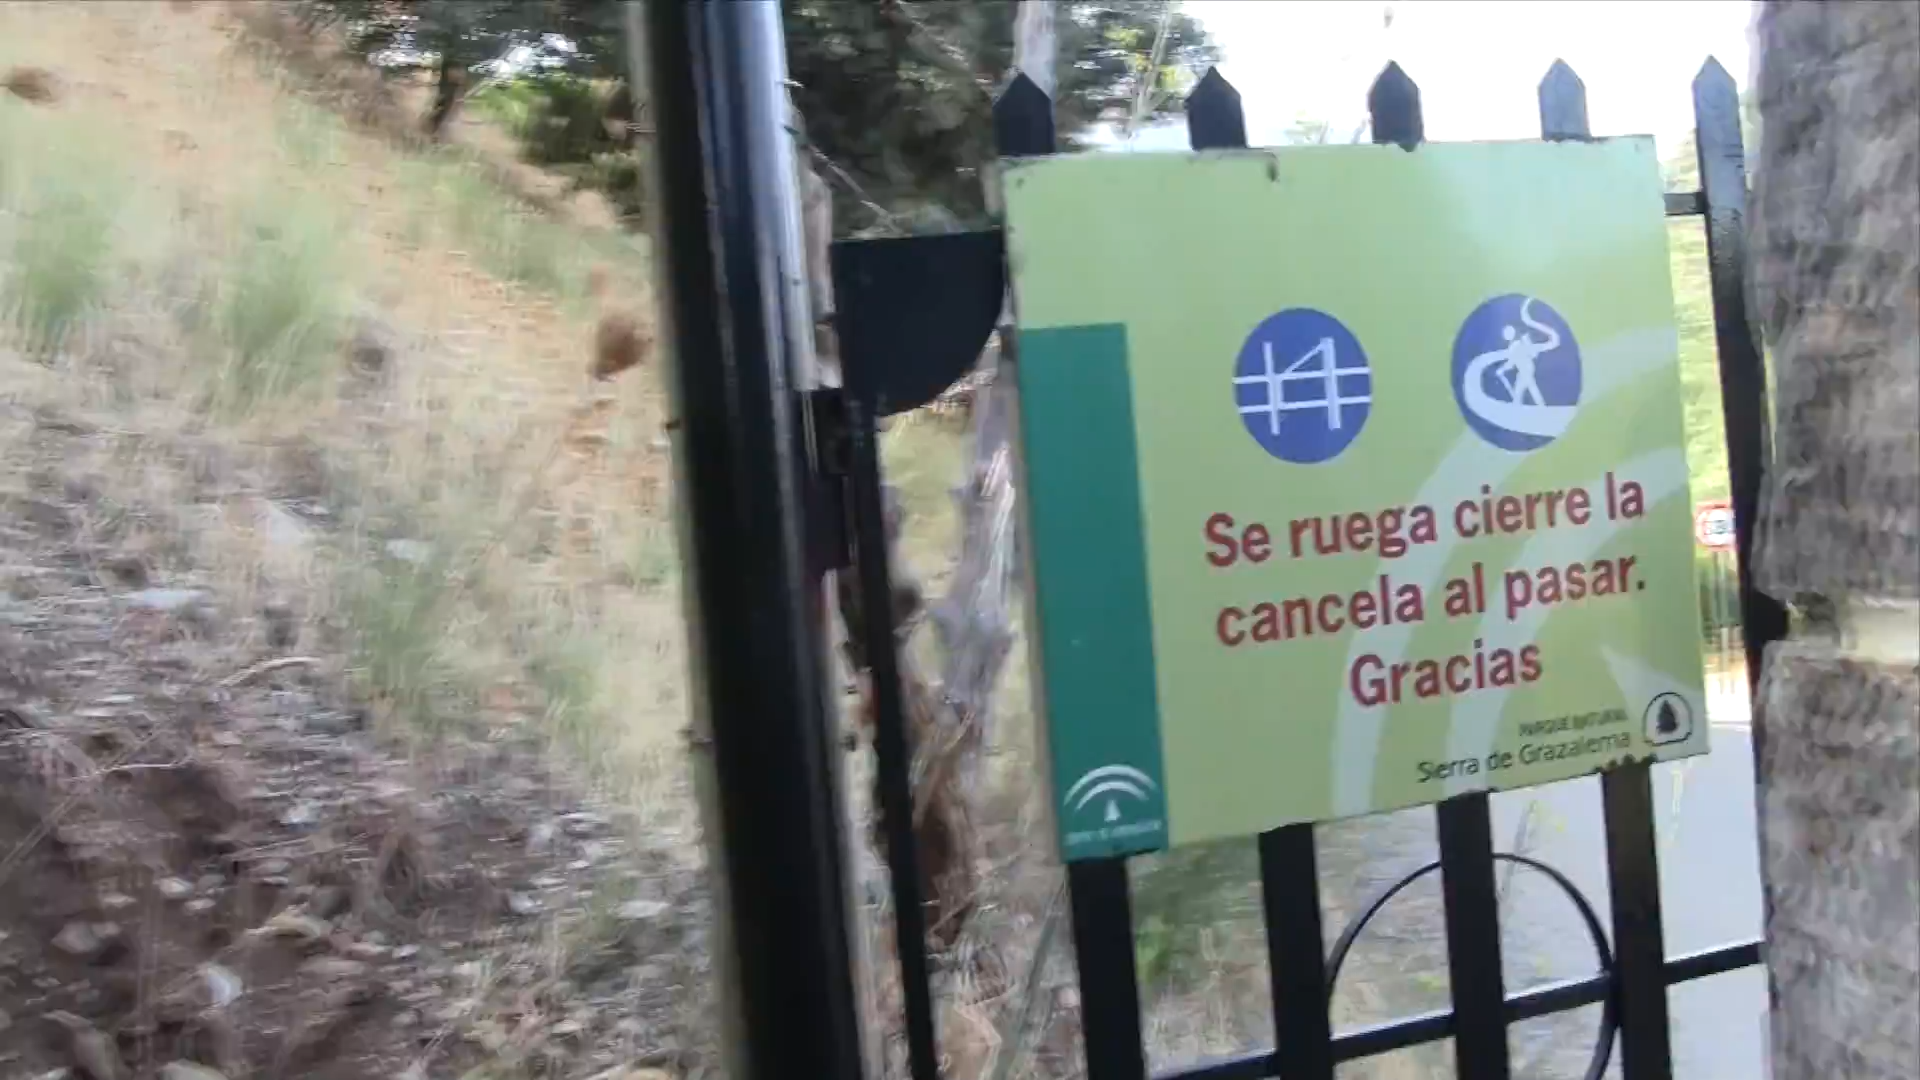 Se ruega cierre la
cancela al pasar.
Gracias
PARQUE NATURAL
Sierra de Grazalema